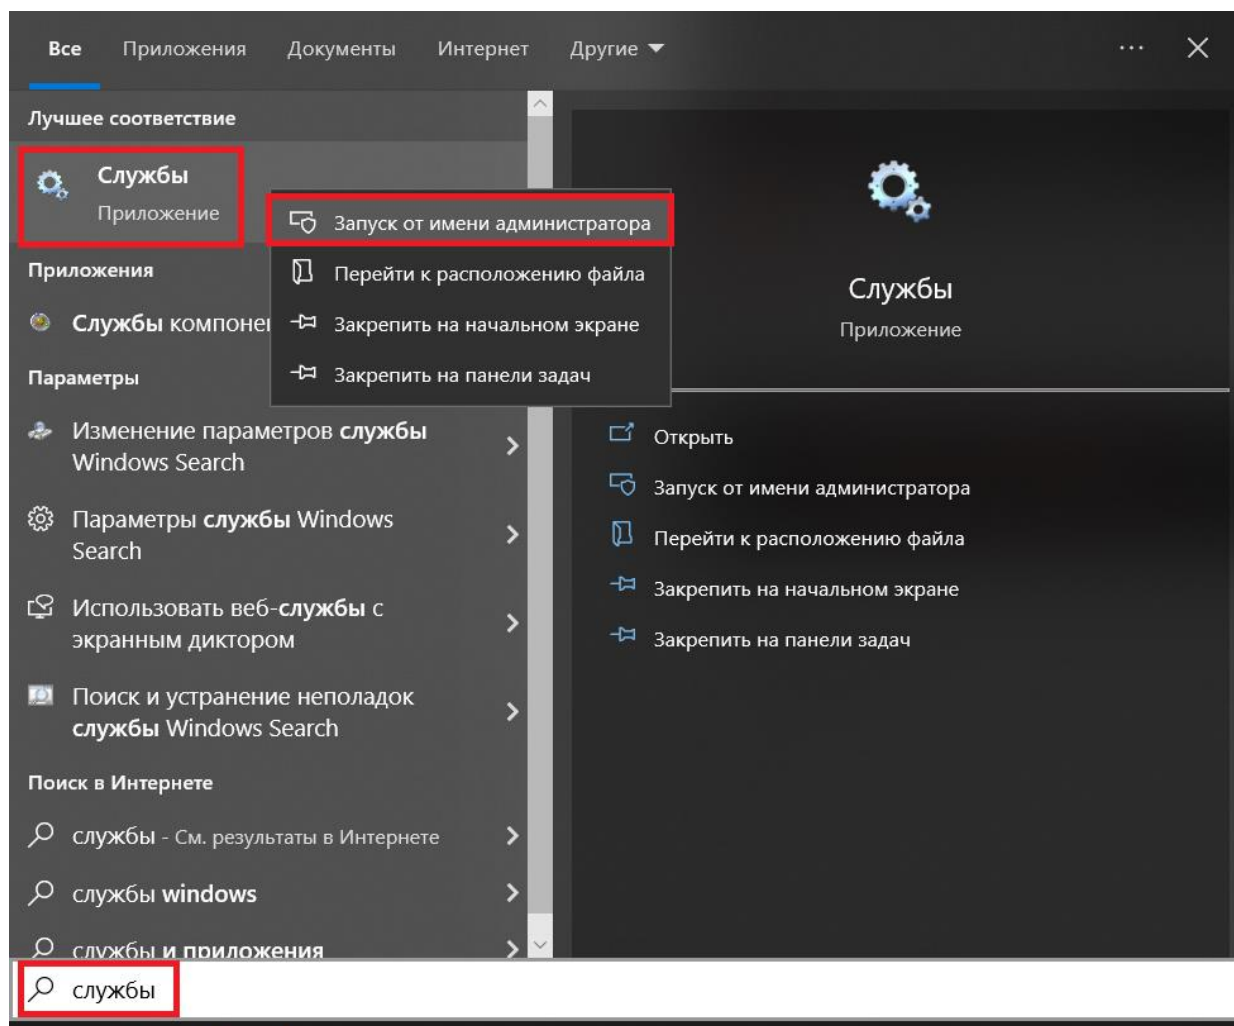 Все Приложения Документы Интернет Другие
Лучшее соответствие
Службы
Приложение
Запуск от имени администратора
Перейти к расположению файла
Закрепить на начальном экране
Закрепить на панели задач
Приложения
Службы
Параметры
Изменение параметров службы
Windows Search
Параметры службы Windows
Search
Использовать веб-службы с
экранным диктором
Поиск и устранение неполадок
службы Windows Search
Поиск в Интернете
службы - См. результаты в Интернете
службы windows
службы и приложения
службы
Службы
Приложение
Открыть
Запуск от имени администратора
Перейти к расположению файла
Закрепить на начальном экране
Закрепить на панели задач